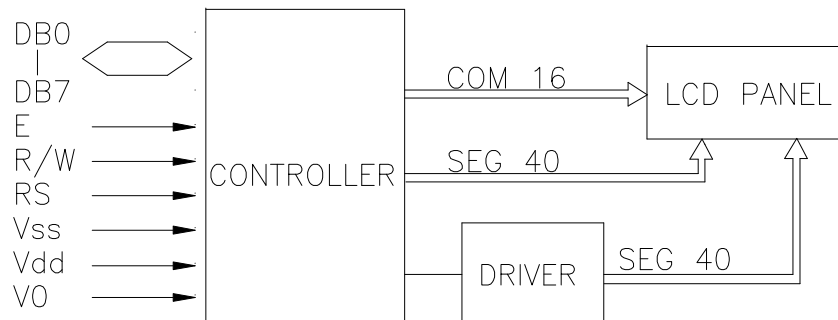 DB0
DB7
E
R/W
RS
Vss
Vdd
V0
CONTROLLER
COM 16
SEG 40
DRIVER
SEG 40
LCD PANEL